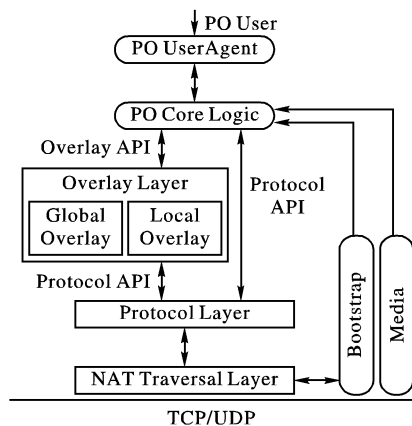 PO User
PO UserAgent
PO Core Logic
Overlay API
Overlay Layer
Global
Overlay
Local
Overlay
Protocol
API
Protocol API
Protocol Layer
NAT Traversal Layer
Bootstrap
Media
TCP/UDP